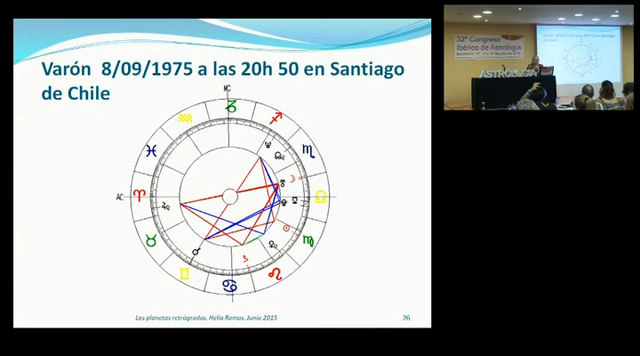 Varón 8/09/1975 a las 20h 50 en Santiago
de Chile
MC
AC
Los planetas retrógrados. Helia Ramos. Junio 2015
26
32º Congreso
Ibérico de Astrología
ASTROLOGIA